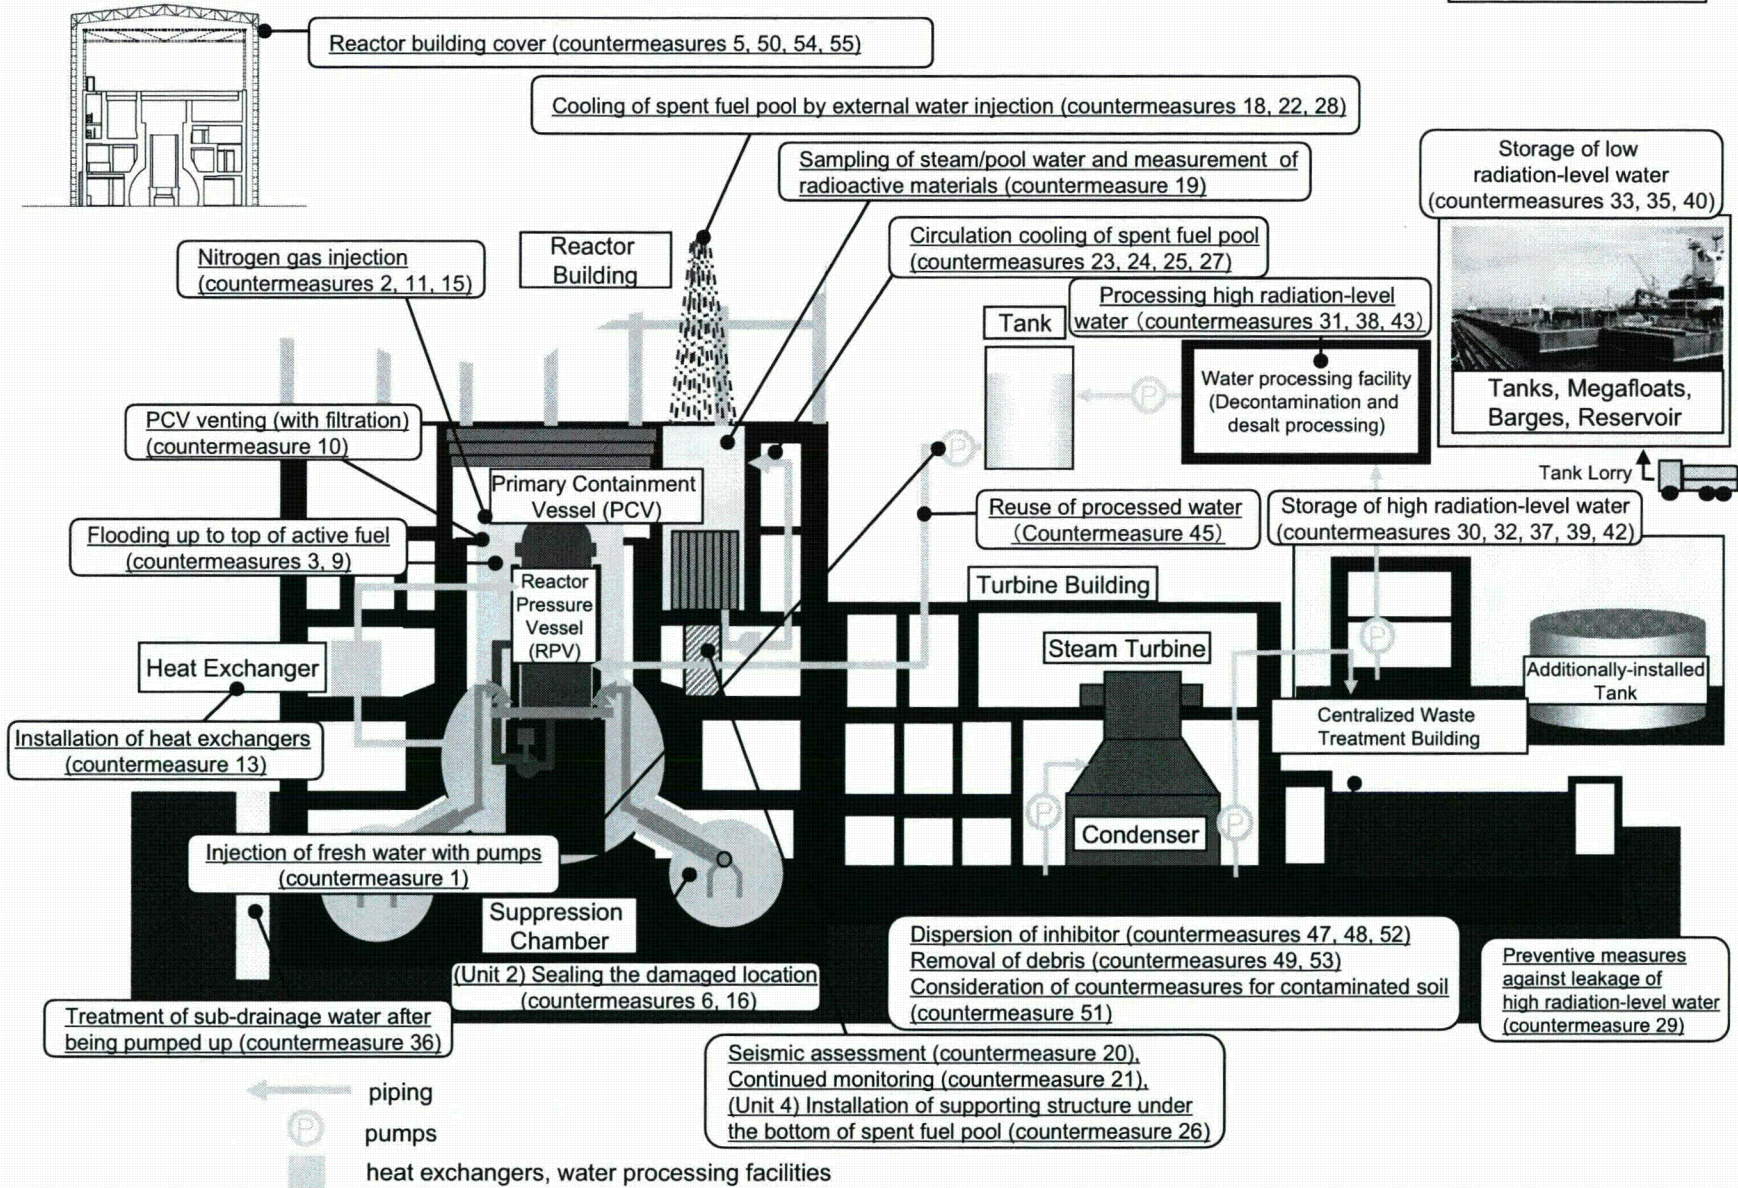 Reactor building cover (countermeasures 5, 50, 54, 55)
Cooling of spent fuel pool by external water injection (countermeasures 18, 22, 28)
Sampling of steam/pool water and measurement of
radioactive materials (countermeasure 19)
Storage of low
radiation-level water
(countermeasures 33, 35, 40)
Circulation cooling of spent fuel pool
(countermeasures 23, 24, 25, 27)
Reactor
Building
Nitrogen gas injection
(countermeasures 2, 11, 15)
Processing high radiation-level
water (countermeasures 31, 38, 43)
Tank
P
Water processing facility
(Decontamination and
desalt processing)
Tanks, Megafloats,
Barges, Reservoir
PCV venting (with filtration)
(countermeasure 10)
P
Tank Lorry
Primary Containment
Vessel (PCV)
Reuse of processed water
(Countermeasure 45)
Storage of high radiation-level water
(countermeasures 30, 32, 37, 39, 42)
Flooding up to top of active fuel
(countermeasures 3, 9)
Reactor
Pressure
Vessel
(RPV)
Turbine Building
P
Steam Turbine
Heat Exchanger
Additionally-installed
Tank
Centralized Waste
Treatment Building
Installation of heat exchangers
(countermeasure 13)
P
P
Condenser
Injection of fresh water with pumps
(countermeasure 1)
Suppression
Chamber
Dispersion of inhibitor (countermeasures 47, 48, 52)
Removal of debris (countermeasures 49, 53)
Consideration of countermeasures for contaminated soil
(countermeasure 51)
Preventive measures
against leakage of
high radiation-level water
(countermeasure 29)
(Unit 2) Sealing the damaged location
(countermeasures 6, 16)
Treatment of sub-drainage water after
being pumped up (countermeasure 36)
Seismic assessment (countermeasure 20),
Continued monitoring (countermeasure 21),
(Unit 4) Installation of supporting structure under
the bottom of spent fuel pool (countermeasure 26)
piping
P
pumps
heat exchangers, water processing facilities